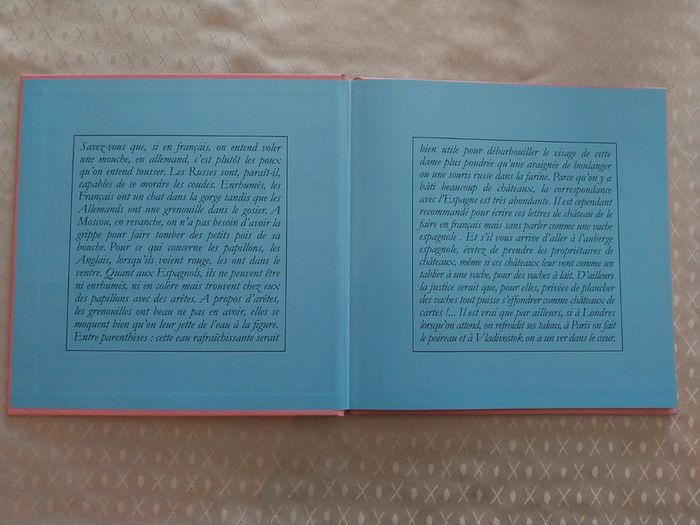 Savez-vous que, si en français, on entend voler
une mouche, en allemand, c'est plutôt les poux
qu'on entend tousser. Les Russes sont, paraît-il,
capables de se mordre les coudes. Enrhumés, les
Français ont un chat dans la gorge tandis que les
Allemands ont une grenouille dans le gosier. A
Moscou, en revanche, on n'a pas besoin d'avoir la
grippe pour faire tomber des petits pois de sa
bouche. Pour ce qui concerne les papillons, les
Anglais, lorsqu'ils voient rouge, les ont dans le
ventre. Quant aux Espagnols, ils ne peuvent être
ni enrhumés, ni en colère mais trouvent chez eux
des papillons avec des arêtes. A propos d'arêtes,
les grenouilles ont beau ne pas en avoir, elles se
moquent bien qu'on leur jette de l'eau à la figure.
Entre parenthèses : cette eau rafraîchissante serait
bien utile pour débarbouiller le visage de cette
dame plus poudrée qu'une araignée de boulanger
ou une souris russe dans la farine. Parce qu'on y a
bâti beaucoup de châteaux, la correspondance
avec l'Espagne est très abondante. Il est cependant
recommandé pour écrire ces lettres de château de le
faire en français mais sans parler comme une vache
espagnole . Et s'il vous arrive d'aller à l'auberge
espagnole, évitez de prendre les propriétaires de
châteaux, même si ces châteaux leur vont comme un
tablier à une vache, pour des vaches à lait. D'ailleurs
la justice serait que, pour elles, privées de plancher
des vaches tout puisse s'effondrer comme châteaux de
cartes !... Il est vrai que par ailleurs, si à Londres
lorsqu'on attend, on refroidit ses talons, à Paris on fait
le poireau et à Vladivostok on a un ver dans le cœur.